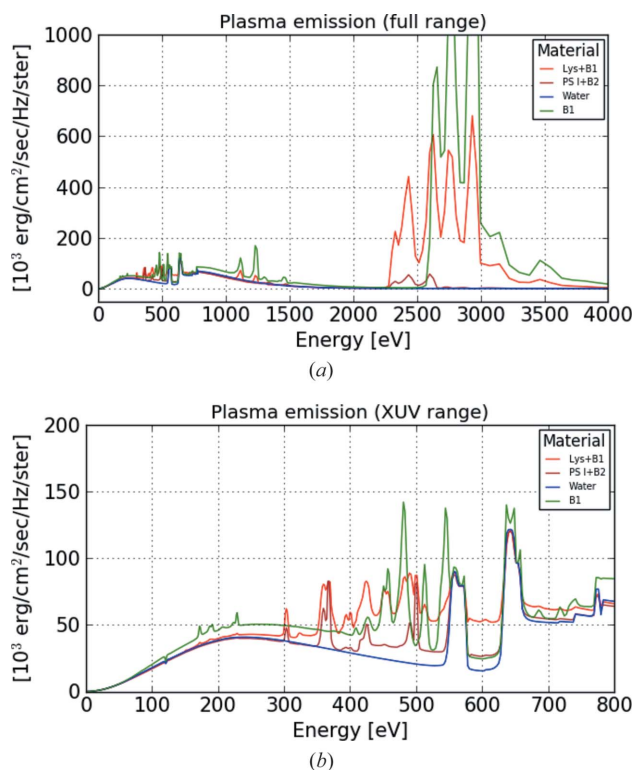 Plasma emission (full range)
1000
800
600
400
200
0
[10³ erg/cm²/sec/Hz/ster]
Material
Lys+B1
PS I+B2
Water
B1
0 500 1000 1500 2000 2500 3000 3500 4000
Energy [eV]
(a)
Plasma emission (XUV range)
200
150
100
50
0
[10³ erg/cm²/sec/Hz/ster]
Material
Lys+B1
PS I+B2
Water
B1
0 100 200 300 400 500 600 700 800
Energy [eV]
(b)